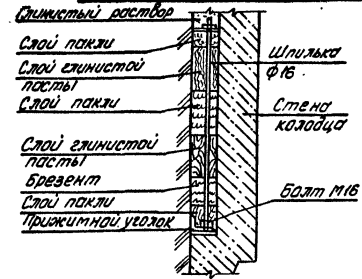 Глинистый раствор
Слой пакли
Слой глинистой
пасты
Слой пакли
Слой глинистой
пасты
Брезент
Слой пакли
Прижимной уголок
Шпилька
Ф16
Стена
колодца
Болт М16